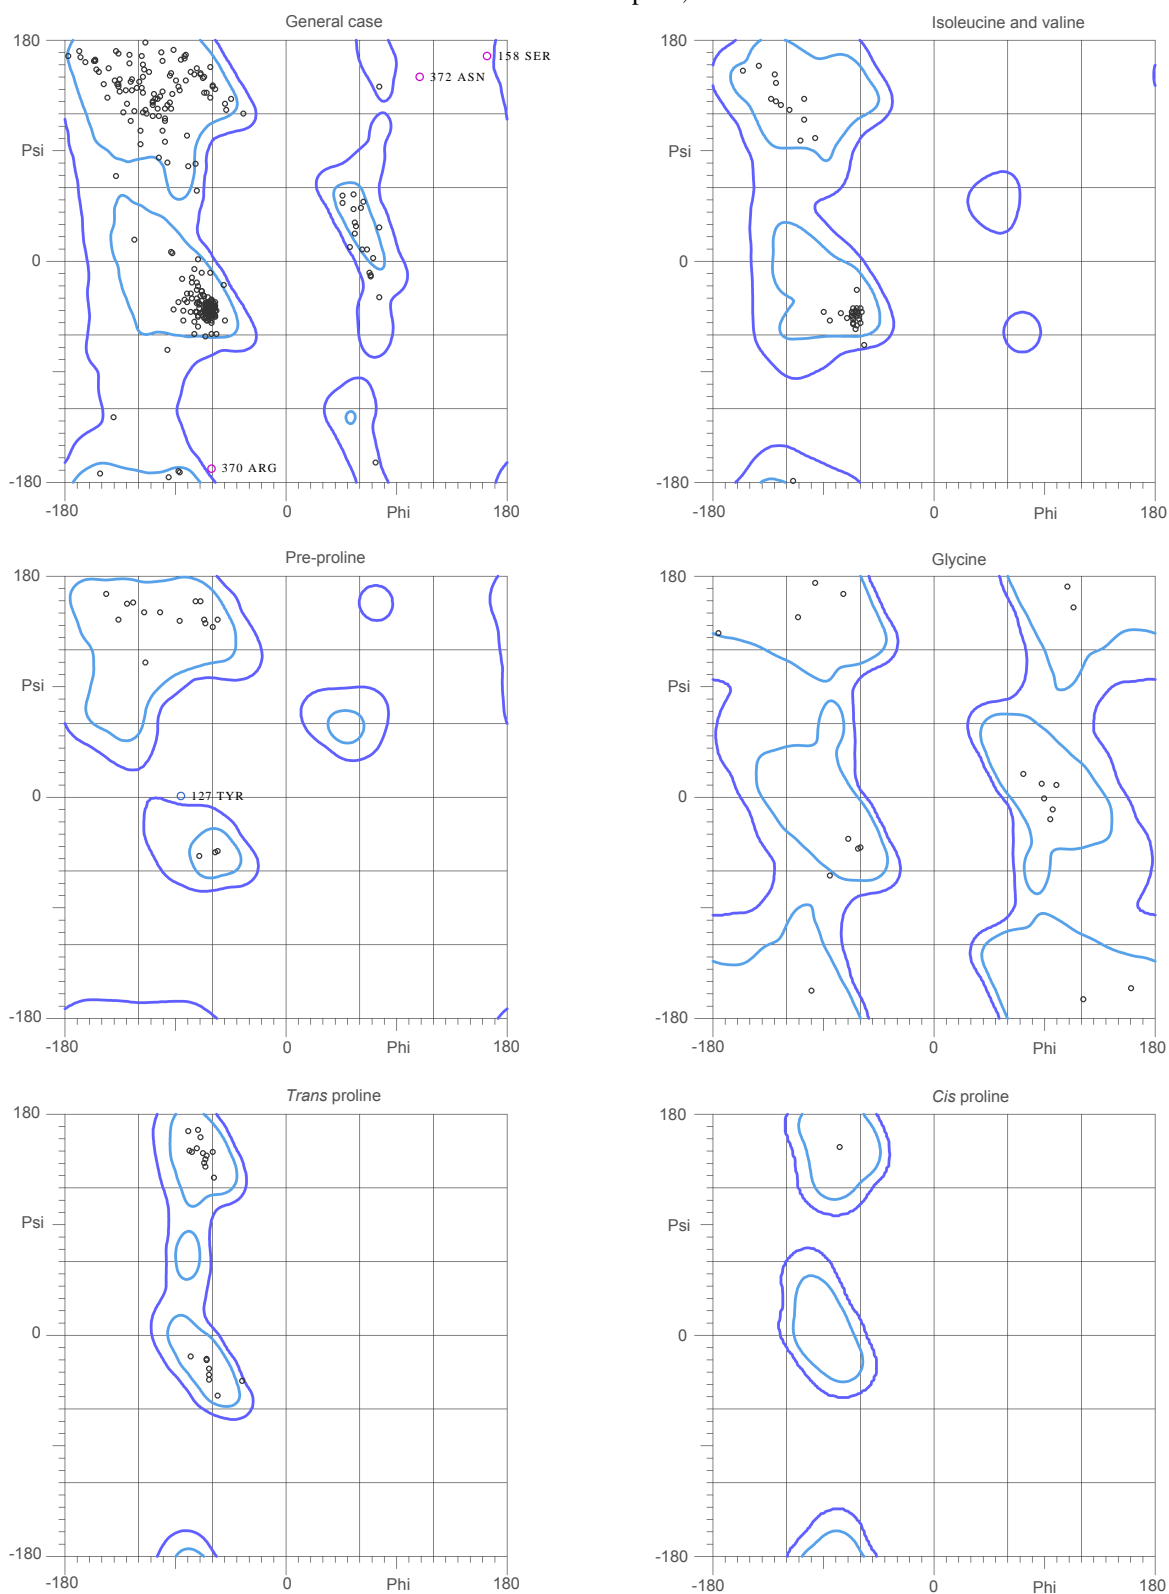 General case
180
Psi
0
-180
-180
0
Phi
180
158 SER
372 ASN
370 ARG
Isoleucine and valine
180
Psi
0
-180
-180
0
Phi
180
Pre-proline
180
Psi
0
-180
-180
0
Phi
180
127 TYR
Glycine
180
Psi
0
-180
-180
0
Phi
180
Trans proline
180
Psi
0
-180
-180
0
Phi
180
Cis proline
180
Psi
0
-180
-180
0
Phi
180